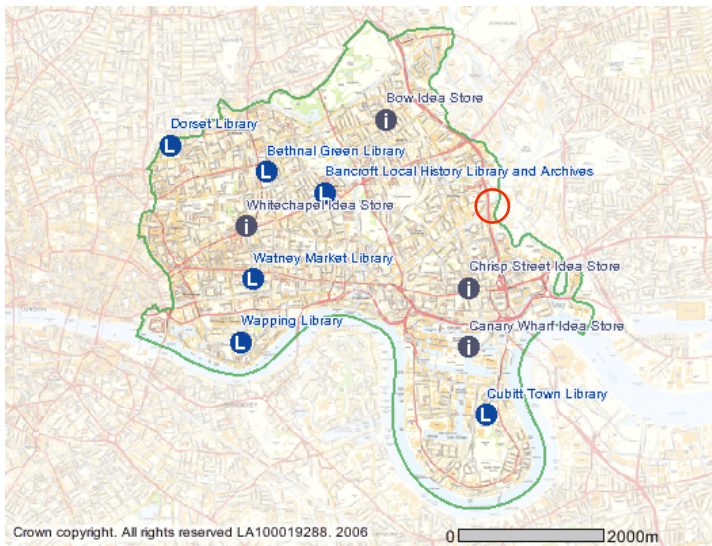 Bow Idea Store
Dorset Library
Bethnal Green Library
Bancroft Local History Library and Archives
Whitechapel Idea Store
Watney Market Library
Chrisp Street Idea Store
Wapping Library
Canary Wharf Idea Store
Cubitt Town Library
L
i
L
L
i
L
i
L
i
L
Crown copyright. All rights reserved LA100019288. 2006
0 2000m